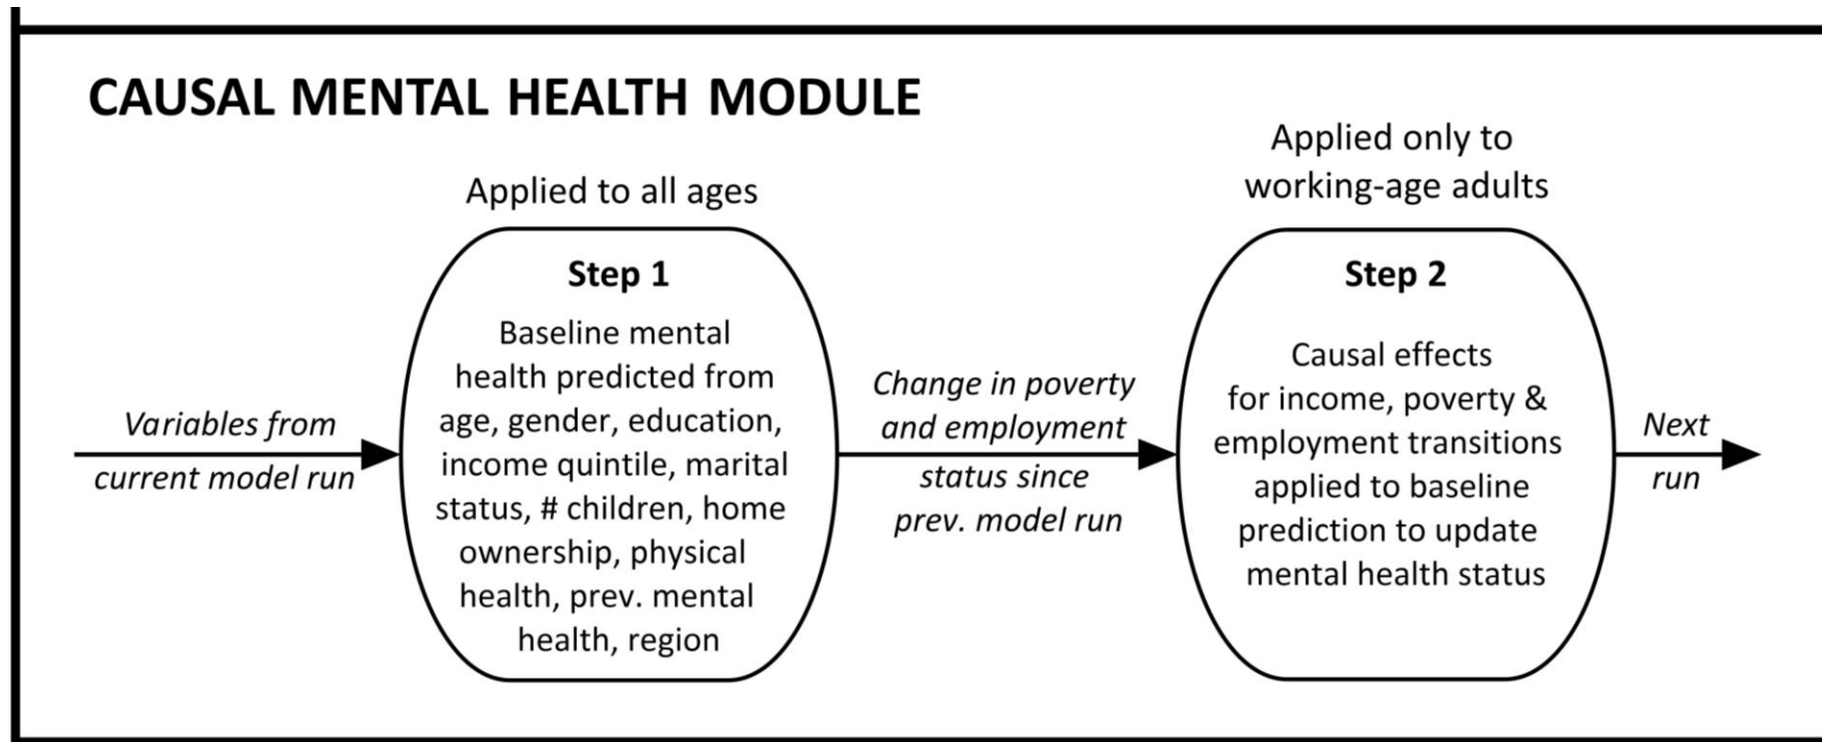 CAUSAL MENTAL HEALTH MODULE
Applied to all ages
Step 1
Baseline mental
health predicted from
age, gender, education,
income quintile, marital
status, # children, home
ownership, physical
health, prev. mental
health, region
Variables from
current model run
Change in poverty
and employment
status since
prev. model run
Applied only to
working-age adults
Step 2
Causal effects
for income, poverty &
employment transitions
applied to baseline
prediction to update
mental health status
Next
run